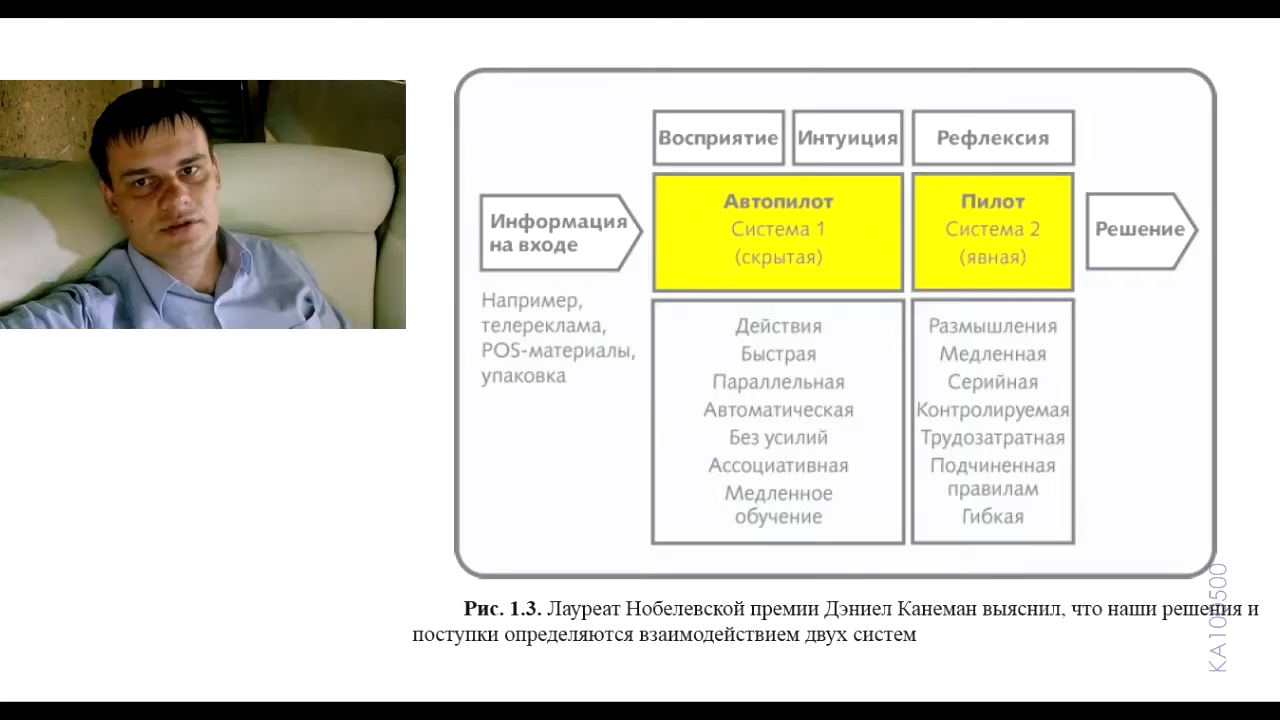 Восприятие
Интуиция
Рефлексия
Информация
на входе
Например,
телереклама,
POS-материалы,
упаковка
Автопилот
Система 1
(скрытая)
Действия
Быстрая
Параллельная
Автоматическая
Без усилий
Ассоциативная
Медленное
обучение
Пилот
Система 2
(явная)
Размышления
Медленная
Серийная
Контролируемая
Трудозатратная
Подчиненная
правилам
Гибкая
Решение
Рис. 1.3. Лауреат Нобелевской премии Дэниел Канеман выяснил, что наши решения и
поступки определяются взаимодействием двух систем